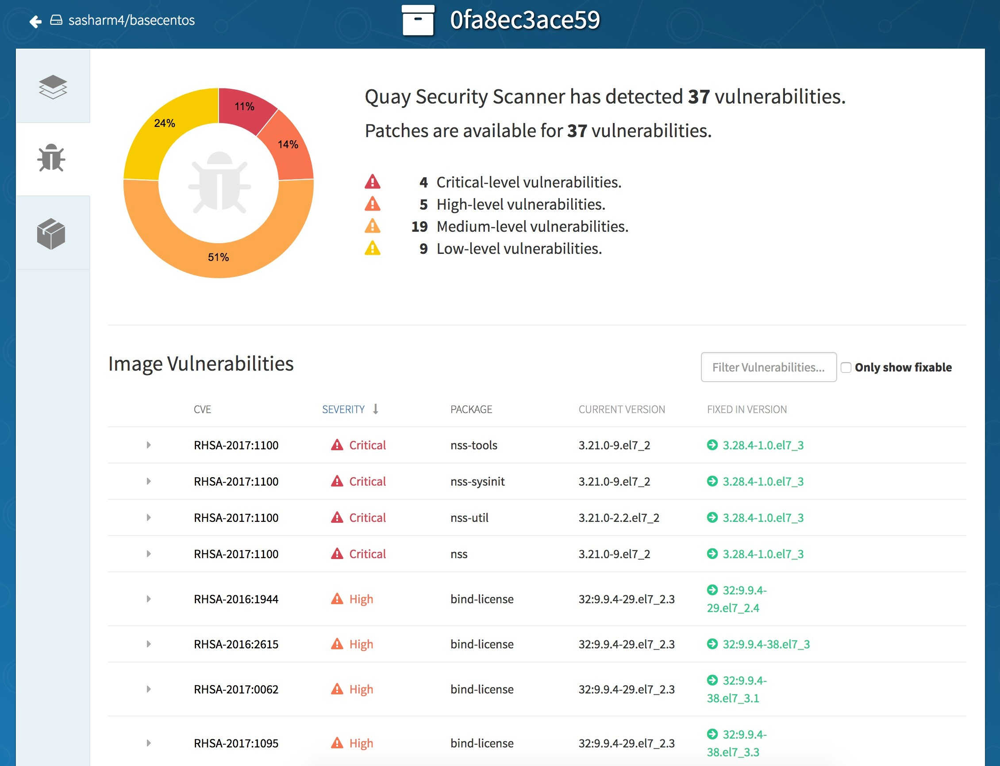 sasharm4/basecentos
0fa8ec3ace59
11%
14%
24%
51%
Quay Security Scanner has detected 37 vulnerabilities.
Patches are available for 37 vulnerabilities.
4 Critical-level vulnerabilities.
5 High-level vulnerabilities.
19 Medium-level vulnerabilities.
9 Low-level vulnerabilities.
Image Vulnerabilities
Filter Vulnerabilities... Only show fixable
CVE SEVERITY PACKAGE CURRENT VERSION FIXED IN VERSION
RHSA-2017:1100 Critical nss-tools 3.21.0-9.el7_2 3.28.4-1.0.el7_3
RHSA-2017:1100 Critical nss-sysinit 3.21.0-9.el7_2 3.28.4-1.0.el7_3
RHSA-2017:1100 Critical nss-util 3.21.0-2.2.el7_2 3.28.4-1.0.el7_3
RHSA-2017:1100 Critical nss 3.21.0-9.el7_2 3.28.4-1.0.el7_3
RHSA-2016:1944 High bind-license 32:9.9.4-29.el7_2.3 32:9.9.4-
29.el7_2.4
RHSA-2016:2615 High bind-license 32:9.9.4-29.el7_2.3 32:9.9.4-38.el7_3
RHSA-2017:0062 High bind-license 32:9.9.4-29.el7_2.3 32:9.9.4-
38.el7_3.1
RHSA-2017:1095 High bind-license 32:9.9.4-29.el7_2.3 32:9.9.4-
38.el7_3.3